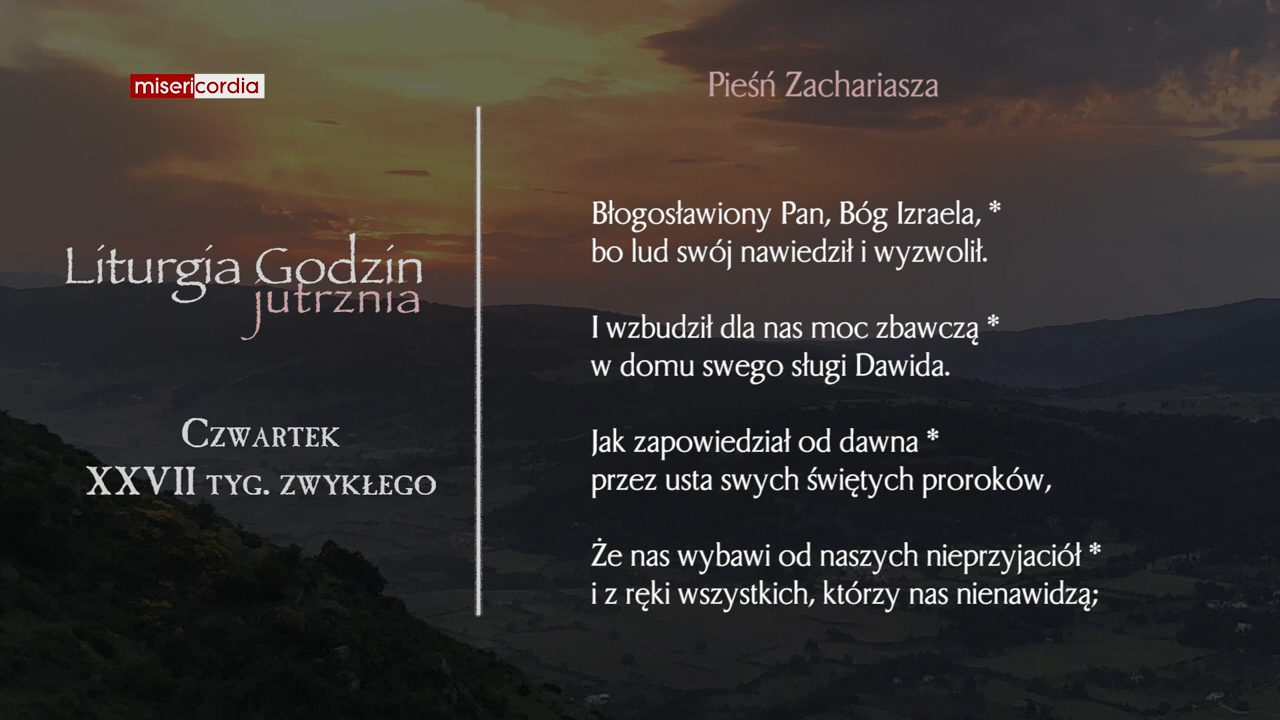 misericordia
Liturgia Godzin
jutrznia
Czwartek
XXVII tyg. zwykłego
Pieśń Zachariasza
Błogosławiony Pan, Bóg Izraela, *
bo lud swój nawiedził i wyzwolił.
I wzbudził dla nas moc zbawczą *
w domu swego sługi Dawida.
Jak zapowiedział od dawna *
przez usta swych świętych proroków,
Że nas wybawi od naszych nieprzyjaciół *
i z ręki wszystkich, którzy nas nienawidzą;